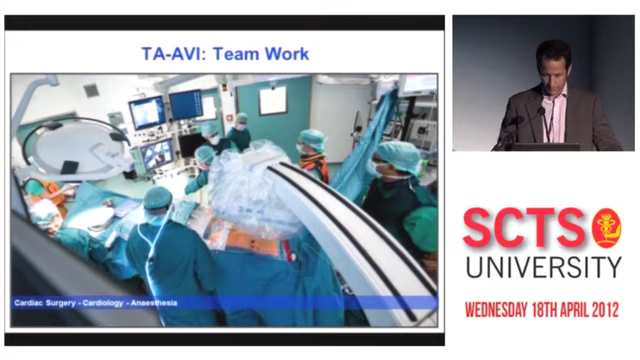 TA-AVI: Team Work
Cardiac Surgery - Cardiology - Anaesthesia
SCTS
UNIVERSITY
WEDNESDAY 18TH APRIL 2012